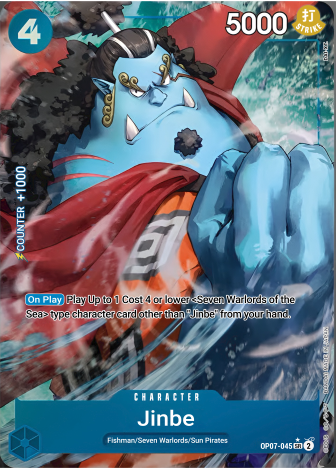 4
5000
打
STRIKE
COUNTER +1000
On Play Play Up to 1 Cost 4 or lower <Seven Warlords of the
Sea> type character card other than "Jinbe" from your hand.
CHARACTER
Jinbe
Fishman/Seven Warlords/Sun Pirates
OP07-045 SR 2